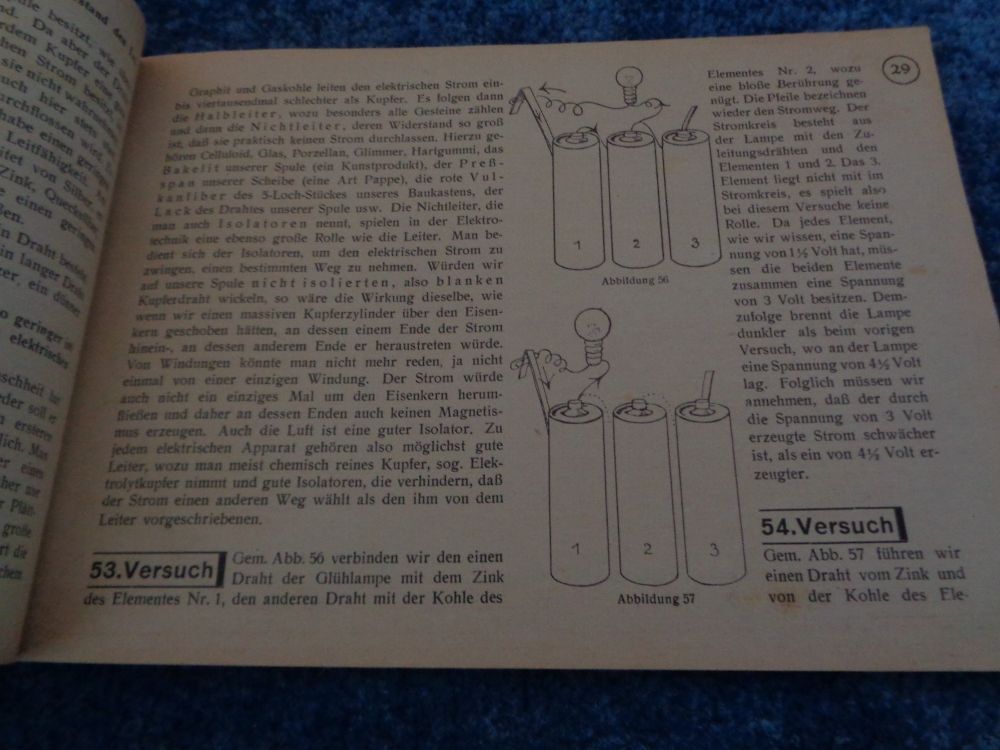 Graphit und Gaskohle leiten den elektrischen Strom ein-
bis viertausendmal schlechter als Kupfer. Es folgen dann
die Halbleiter, wozu besonders alle Gesteine zählen
und dann die Nichtleiter, deren Widerstand so groß
ist, daß sie praktisch keinen Strom durchlassen. Hierzu ge-
hören Celluloid, Glas, Porzellan, Glimmer, Hartgummi, das
Bakelit unserer Spule (ein Kunstprodukt), der Preß-
span unserer Scheibe (eine Art Pappe), die rote Vul-
kanfiber des 5-Loch-Stückes unseres Baukastens, der
Lack des Drahtes unserer Spule usw. Die Nichtleiter, die
man auch Isolatoren nennt, spielen in der Elektro-
technik eine ebenso große Rolle wie die Leiter. Man be-
dient sich der Isolatoren, um den elektrischen Strom zu
zwingen, einen bestimmten Weg zu nehmen. Würden wir
auf unsere Spule nicht isolierten, also blanken
Kupferdraht wickeln, so wäre die Wirkung dieselbe, wie
wenn wir einen massiven Kupferzylinder über den Eisen-
kern geschoben hätten, an dessen einem Ende der Strom
hinein-, an dessen anderem Ende er heraustreten würde.
Von Windungen könnte man nicht mehr reden, ja nicht
einmal von einer einzigen Windung. Der Strom würde
auch nicht ein einziges Mal um den Eisenkern herum-
fließen und daher an dessen Enden auch keinen Magnetis-
mus erzeugen. Auch die Luft ist eine guter Isolator. Zu
jedem elektrischen Apparat gehören also möglichst gute
Leiter, wozu man meist chemisch reines Kupfer, sog. Elek-
trolytkupfer nimmt und gute Isolatoren, die verhindern, daß
der Strom einen anderen Weg wählt als den ihm von dem
Leiter vorgeschriebenen.
53.Versuch
Gem. Abb. 56 verbinden wir den einen
Draht der Glühlampe mit dem Zink
des Elementes Nr. 1, den anderen Draht mit der Kohle des
1 2 3
Abbildung 56
1 2 3
Abbildung 57
29
Elementes Nr. 2, wozu
eine bloße Berührung ge-
nügt. Die Pfeile bezeichnen
wieder den Stromweg. Der
Stromkreis besteht aus
der Lampe mit den Zu-
leitungsdrähten und den
Elementen 1 und 2. Das 3.
Element liegt nicht mit im
Stromkreis, es spielt also
bei diesem Versuche keine
Rolle. Da jedes Element,
wie wir wissen, eine Span-
nung von 1½ Volt hat, müs-
sen die beiden Elemente
zusammen eine Spannung
von 3 Volt besitzen. Dem-
zufolge brennt die Lampe
dunkler als beim vorigen
Versuch, wo an der Lampe
eine Spannung von 4½ Volt
lag. Folglich müssen wir
annehmen, daß der durch
die Spannung von 3 Volt
erzeugte Strom schwächer
ist, als ein von 4½ Volt er-
zeugter.
54.Versuch
Gem. Abb. 57 führen wir
einen Draht vom Zink und
von der Kohle des Ele-